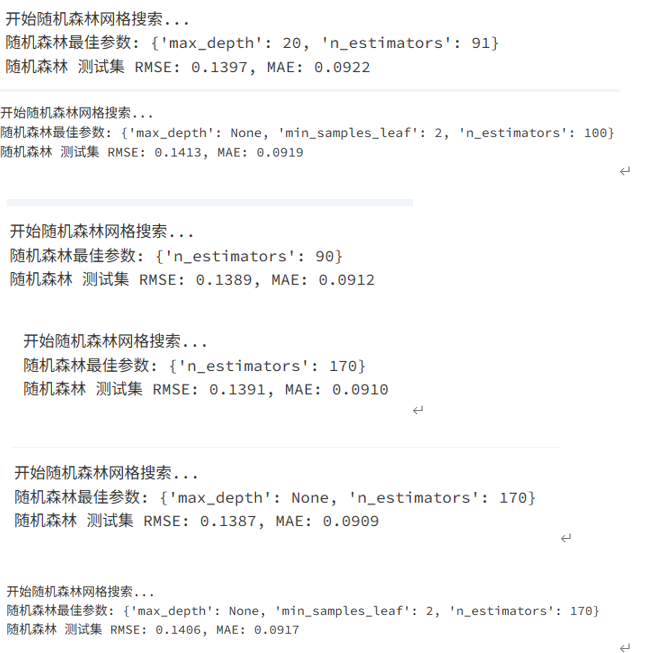 开始随机森林网格搜索...
随机森林最佳参数: {'max_depth': 20, 'n_estimators': 91}
随机森林 测试集 RMSE: 0.1397, MAE: 0.0922
开始随机森林网格搜索...
随机森林最佳参数: {'max_depth': None, 'min_samples_leaf': 2, 'n_estimators': 100}
随机森林 测试集 RMSE: 0.1413, MAE: 0.0919
开始随机森林网格搜索...
随机森林最佳参数: {'n_estimators': 90}
随机森林 测试集 RMSE: 0.1389, MAE: 0.0912
开始随机森林网格搜索...
随机森林最佳参数: {'n_estimators': 170}
随机森林 测试集 RMSE: 0.1391, MAE: 0.0910
开始随机森林网格搜索...
随机森林最佳参数: {'max_depth': None, 'n_estimators': 170}
随机森林 测试集 RMSE: 0.1387, MAE: 0.0909
开始随机森林网格搜索...
随机森林最佳参数: {'max_depth': None, 'min_samples_leaf': 2, 'n_estimators': 170}
随机森林 测试集 RMSE: 0.1406, MAE: 0.0917